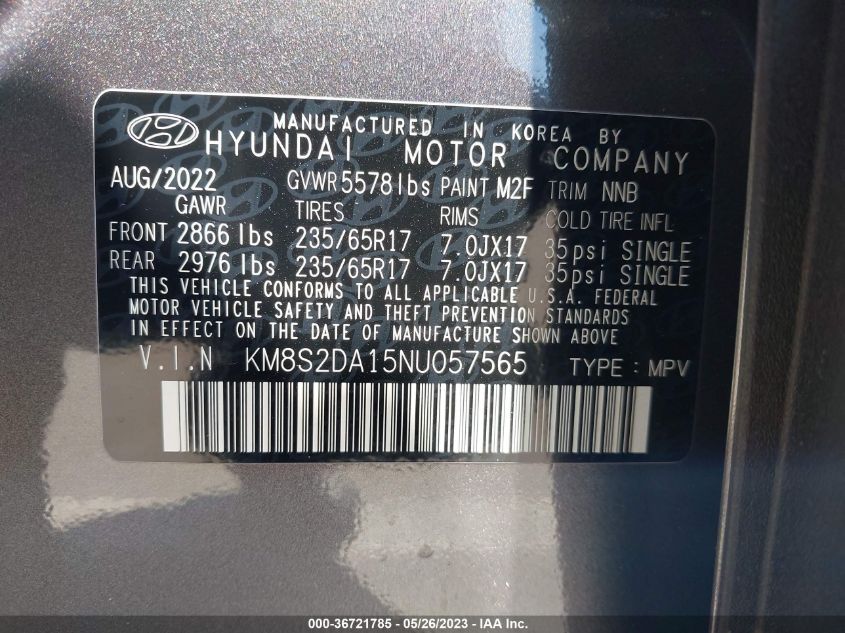 MANUFACTURED IN KOREA BY
HYUNDAI MOTOR COMPANY
AUG/2022 GVWR 5578lbs PAINT M2F TRIM NNB
GAWR TIRES RIMS COLD TIRE INFL
FRONT 2866 lbs 235/65R17 7.0JX17 35psi SINGLE
REAR 2976 lbs 235/65R17 7.0JX17 35psi SINGLE
THIS VEHICLE CONFORMS TO ALL APPLICABLE U.S.A. FEDERAL
MOTOR VEHICLE SAFETY AND THEFT PREVENTION STANDARDS
IN EFFECT ON THE DATE OF MANUFACTURE SHOWN ABOVE.
V.I.N KM8S2DA15NU057565 TYPE : MPV
000-36721785 - 05/26/2023 - IAA Inc.